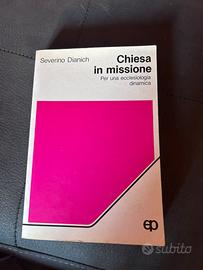 Severino Dianich
Chiesa
in missione
Per una ecclesiologia
dinamica
ep
subito